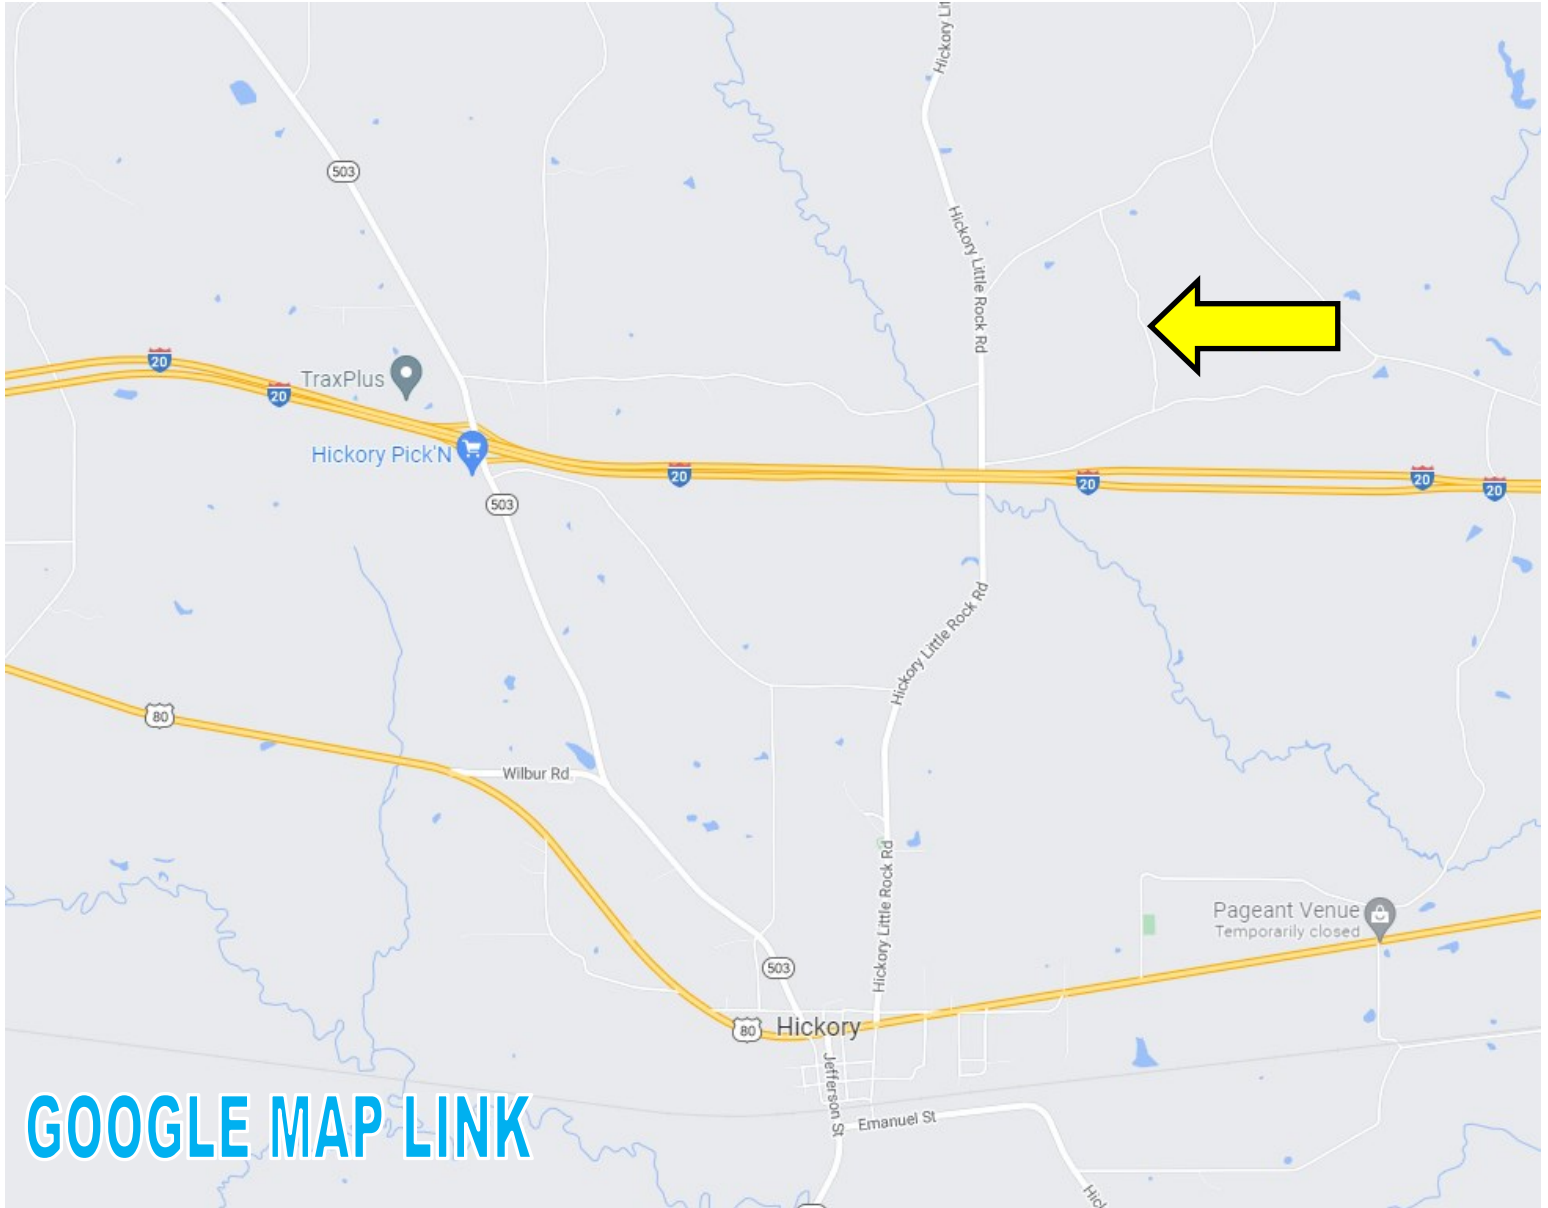 Hickory Li
503
Hickory Little Rock Rd
20
TraxPlus
20
Hickory Pick'N
20
20
20
20
503
Hickory Little Rock Rd
80
Wilbur Rd
Hickory Little Rock Rd
Pageant Venue
Temporarily closed
503
80
Hickory
Jefferson St
Emanuel St
GOOGLE MAP LINK
Hick